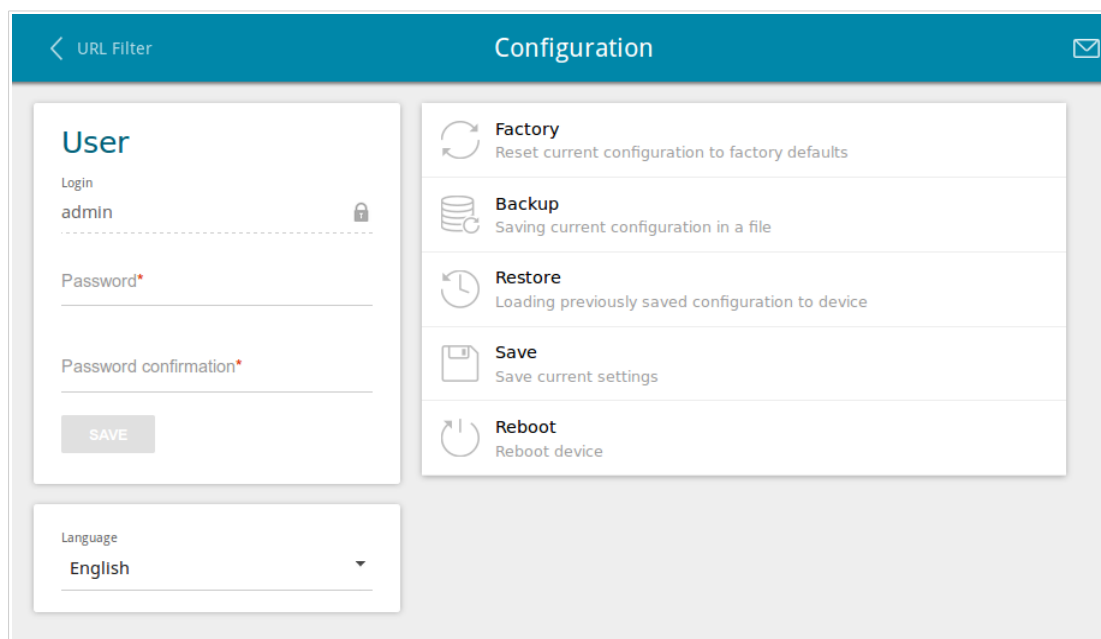 URL Filter
Configuration
User
Login
admin
Password*
Password confirmation*
SAVE
Language
English
Factory
Reset current configuration to factory defaults
Backup
Saving current configuration in a file
Restore
Loading previously saved configuration to device
Save
Save current settings
Reboot
Reboot device